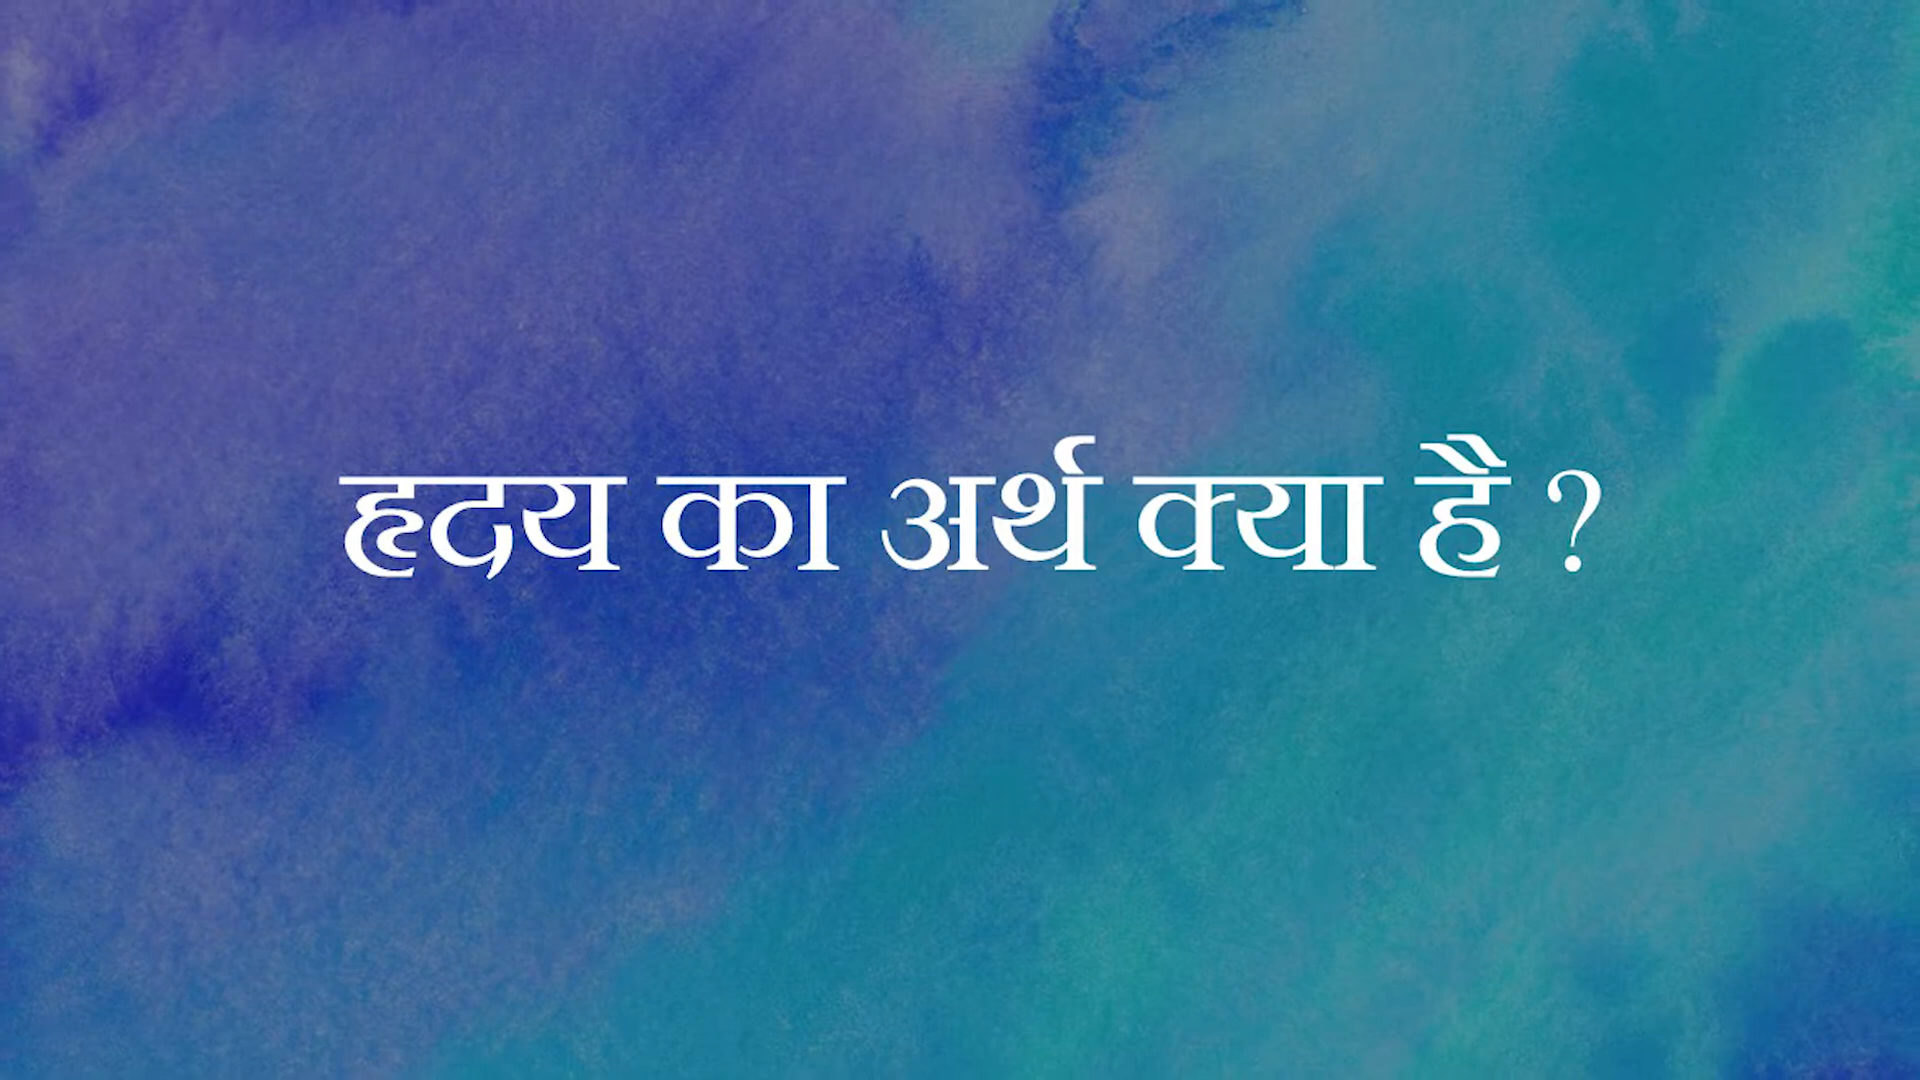 हृदय का अर्थ क्या है ?